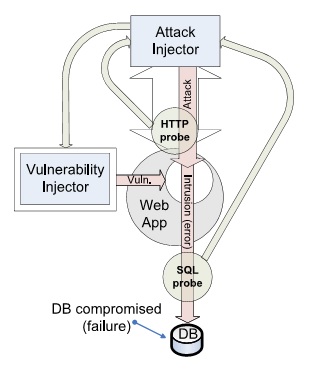 Attack
Injector
Attack
HTTP
probe
Vulnerability
Injector
Vuln.
Web
App
Intrusion (error)
SQL
probe
DB compromised
(failure)
DB